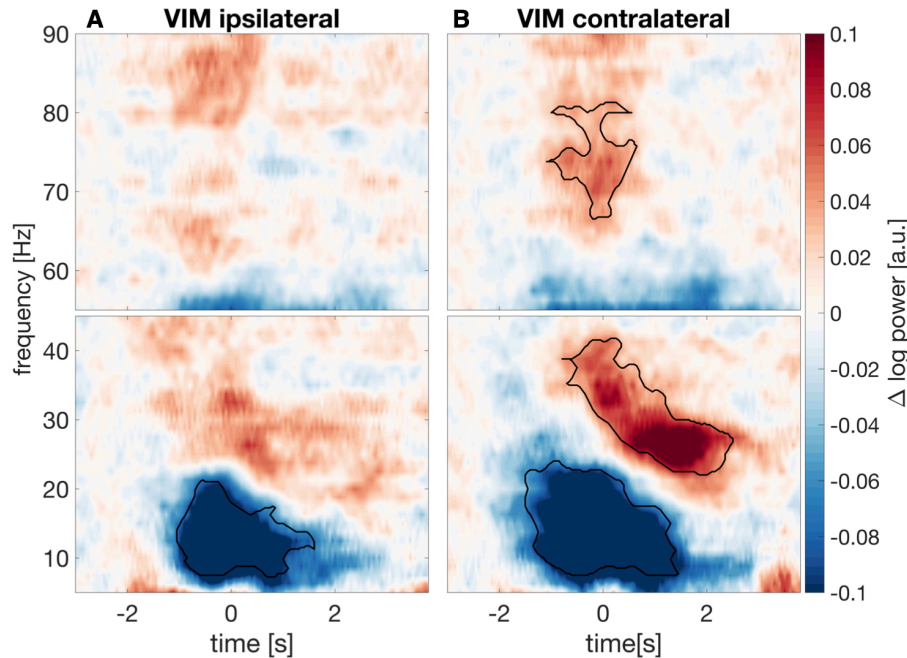 A VIM ipsilateral
B VIM contralateral
90
80
70
60
40
30
20
10
frequency [Hz]
-2 0 2
time [s]
-2 0 2
time[s]
0.1
0.08
0.06
0.04
0.02
0
-0.02
-0.04
-0.06
-0.08
-0.1
Δ log power [a.u.]